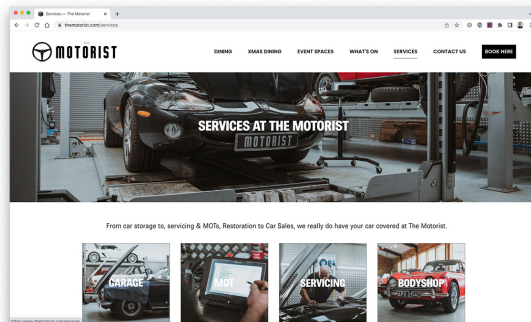 Services — The Motorist
themotorist.com/services
MOTORIST
DINING
XMAS DINING
EVENT SPACES
WHAT'S ON
SERVICES
CONTACT US
BOOK HERE
SERVICES AT THE MOTORIST
MOTORIST
From car storage to, servicing & MOTs, Restoration to Car Sales, we really do have your car covered at The Motorist.
GARAGE
MOT
SERVICING
BODYSHOP